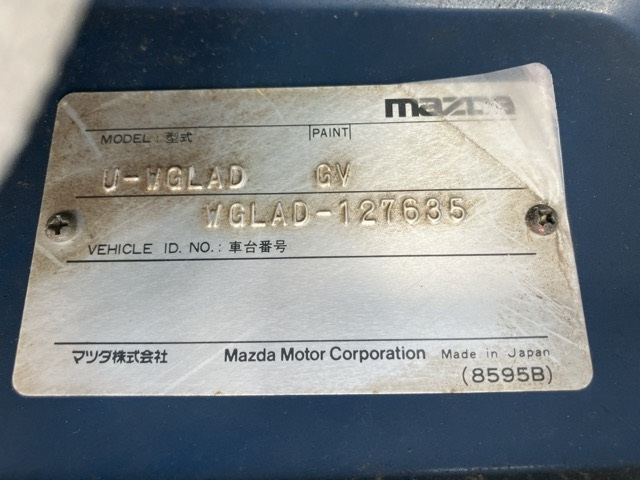 mazda
MODEL : 型式 PAINT
U-WGLAD GV
WGLAD-127635
VEHICLE ID. NO. : 車台番号
マツダ株式会社 Mazda Motor Corporation Made in Japan
(8595B)